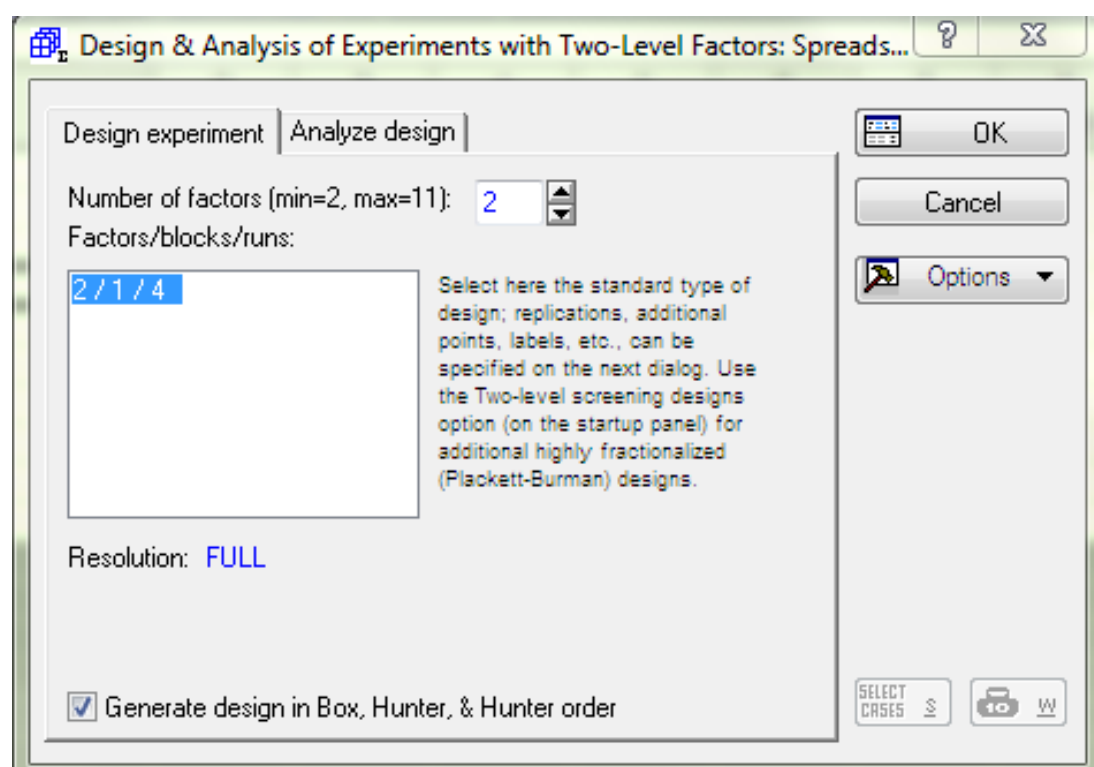 Design & Analysis of Experiments with Two-Level Factors: Spreads...
Design experiment
Analyze design
OK
Number of factors (min=2, max=11): 2
Cancel
Factors/blocks/runs:
2 / 1 / 4
Options
Select here the standard type of
design; replications, additional
points, labels, etc., can be
specified on the next dialog. Use
the Two-level screening designs
option (on the startup panel) for
additional highly fractionalized
(Plackett-Burman) designs.
Resolution: FULL
Generate design in Box, Hunter, & Hunter order
SELECT
CASES S
10 W